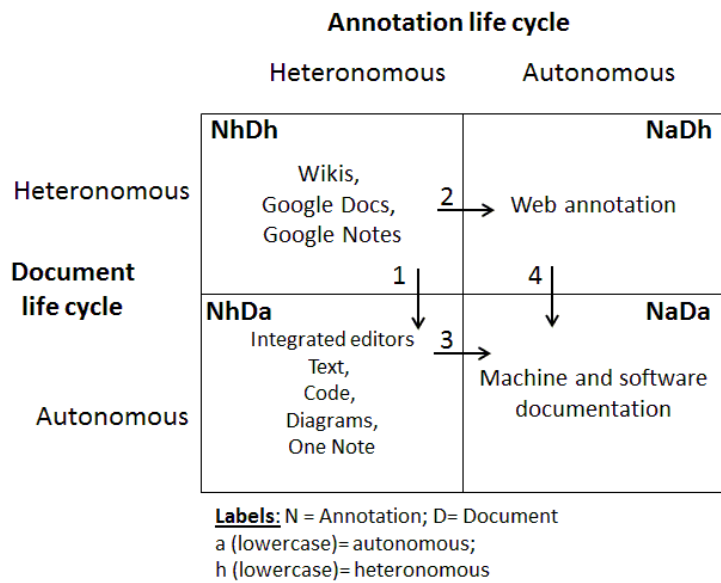 Annotation life cycle
Heteronomous Autonomous
NhDh NaDh
Wikis,
Heteronomous Google Docs, 2 Web annotation
Google Notes
Document
life cycle
1 4
NhDa NaDa
Integrated editors 3
Text,
Code,
Diagrams,
One Note
Machine and software
documentation
Autonomous
Labels: N = Annotation; D= Document
a (lowercase)= autonomous;
h (lowercase)= heteronomous